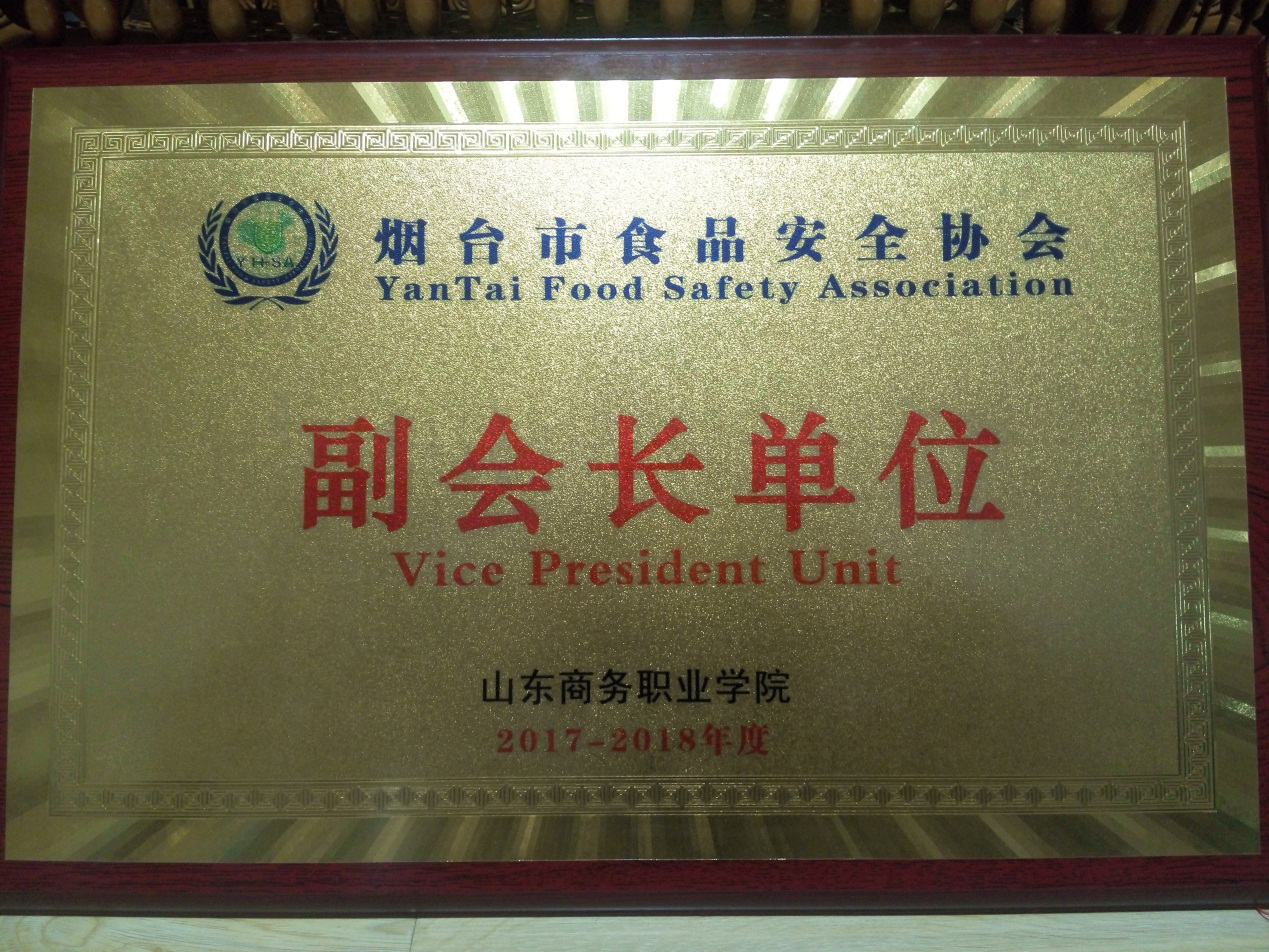 YHFSA
烟台市食品安全协会
YanTai Food Safety Association
副会长单位
Vice President Unit
山东商务职业学院
2017-2018年度